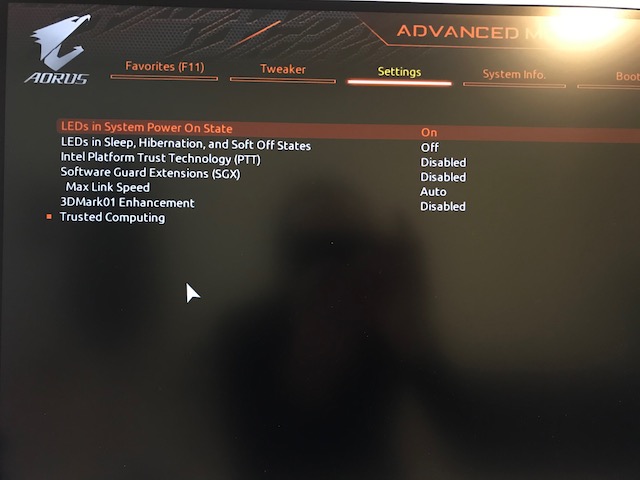 ADVANCED M
AORUS
Favorites (F11)
Tweaker
Settings
System Info.
Boot
LEDs in System Power On State On
LEDs in Sleep, Hibernation, and Soft Off States Off
Intel Platform Trust Technology (PTT) Disabled
Software Guard Extensions (SGX) Disabled
Max Link Speed Auto
3DMark01 Enhancement Disabled
Trusted Computing